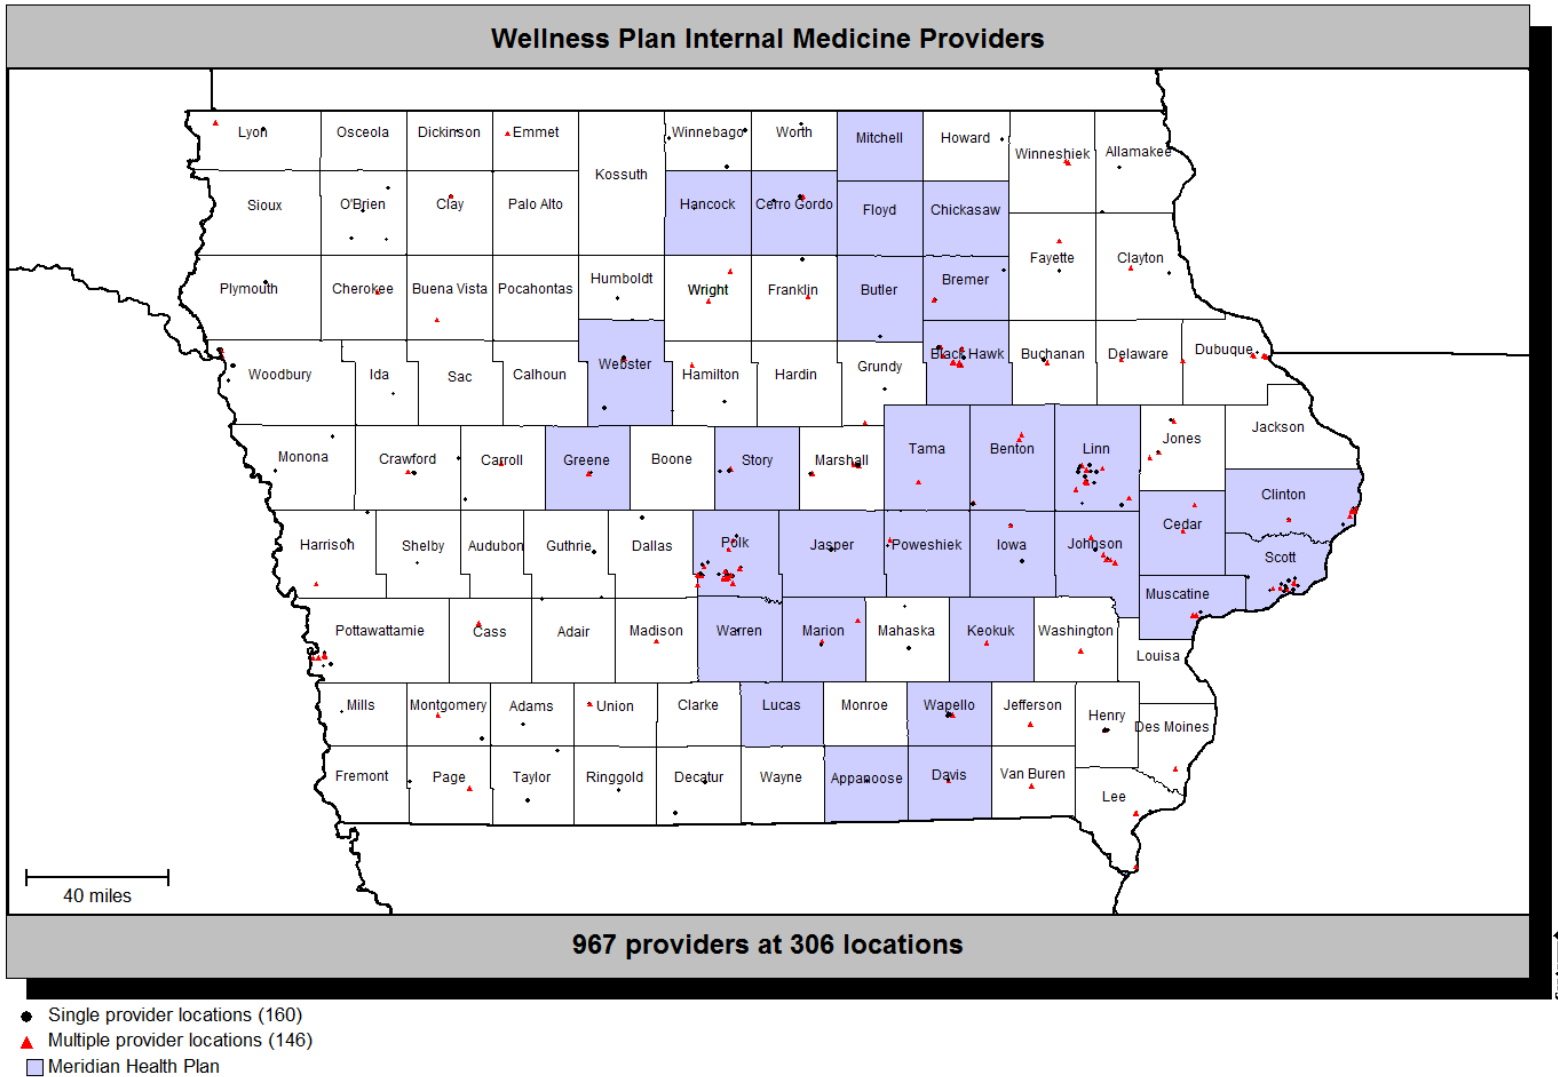 Wellness Plan Internal Medicine Providers
Lyon Osceola Dickinson Emmet Winnebago Worth Mitchell Howard Winneshiek Allamakee
Kossuth
Sioux O'Brien Clay Palo Alto Hancock Cerro Gordo Floyd Chickasaw
Fayette Clayton
Plymouth Cherokee Buena Vista Pocahontas Humboldt Wright Franklin Butler Bremer
Woodbury Ida Sac Calhoun Webster Hamilton Hardin Grundy Black Hawk Buchanan Delaware Dubuque
Monona Crawford Carroll Greene Boone Story Marshall Tama Benton Linn Jones Jackson
Clinton
Harrison Shelby Audubon Guthrie Dallas Polk Jasper Poweshiek Iowa Johnson Cedar Scott
Muscatine
Pottawattamie Cass Adair Madison Warren Marion Mahaska Keokuk Washington
Louisa
Mills Montgomery Adams Union Clarke Lucas Monroe Wapello Jefferson Henry Des Moines
Fremont Page Taylor Ringgold Decatur Wayne Appanoose Davis Van Buren Lee
40 miles
967 providers at 306 locations
Single provider locations (160)
Multiple provider locations (146)
Meridian Health Plan